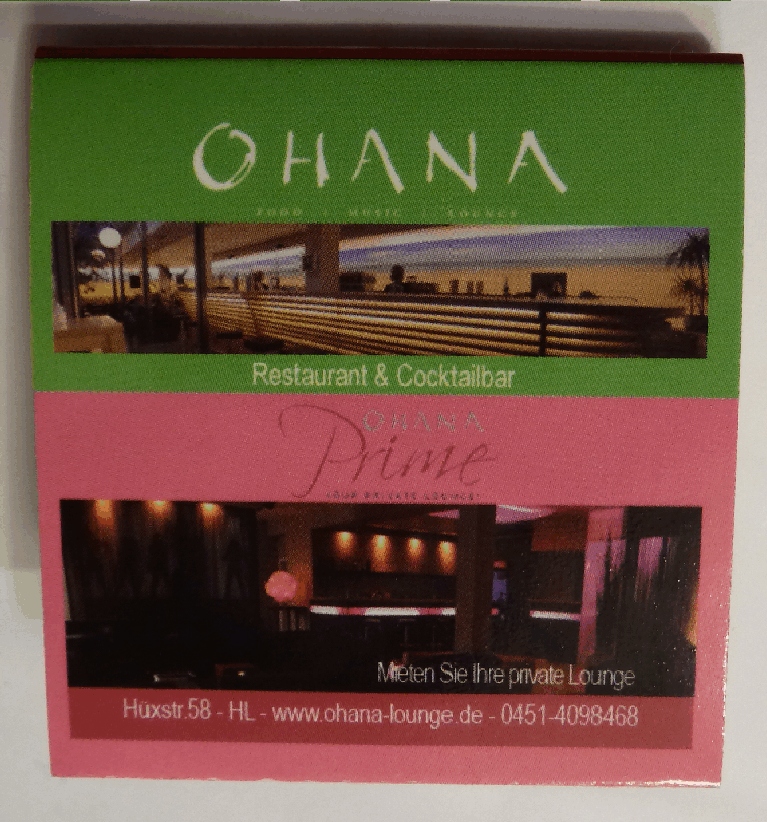 OHANA
FOOD MUSIC LOUNGE
Restaurant & Cocktailbar
OHANA
Prime
YOUR PRIVATE LOUNGE!
Mieten Sie Ihre private Lounge
Hüxstr.58 - HL - www.ohana-lounge.de - 0451-4098468